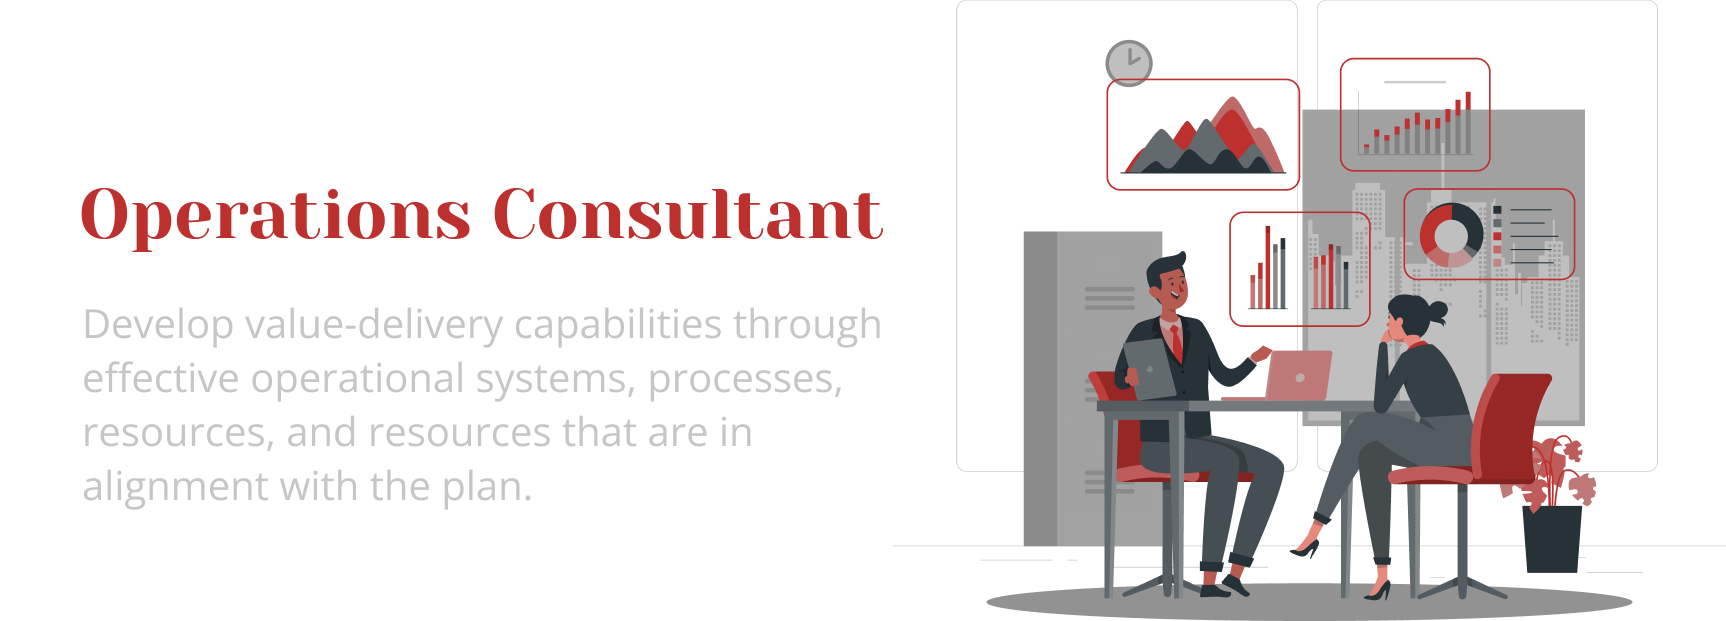 Operations Consultant
Develop value-delivery capabilities through
effective operational systems, processes,
resources, and resources that are in
alignment with the plan.